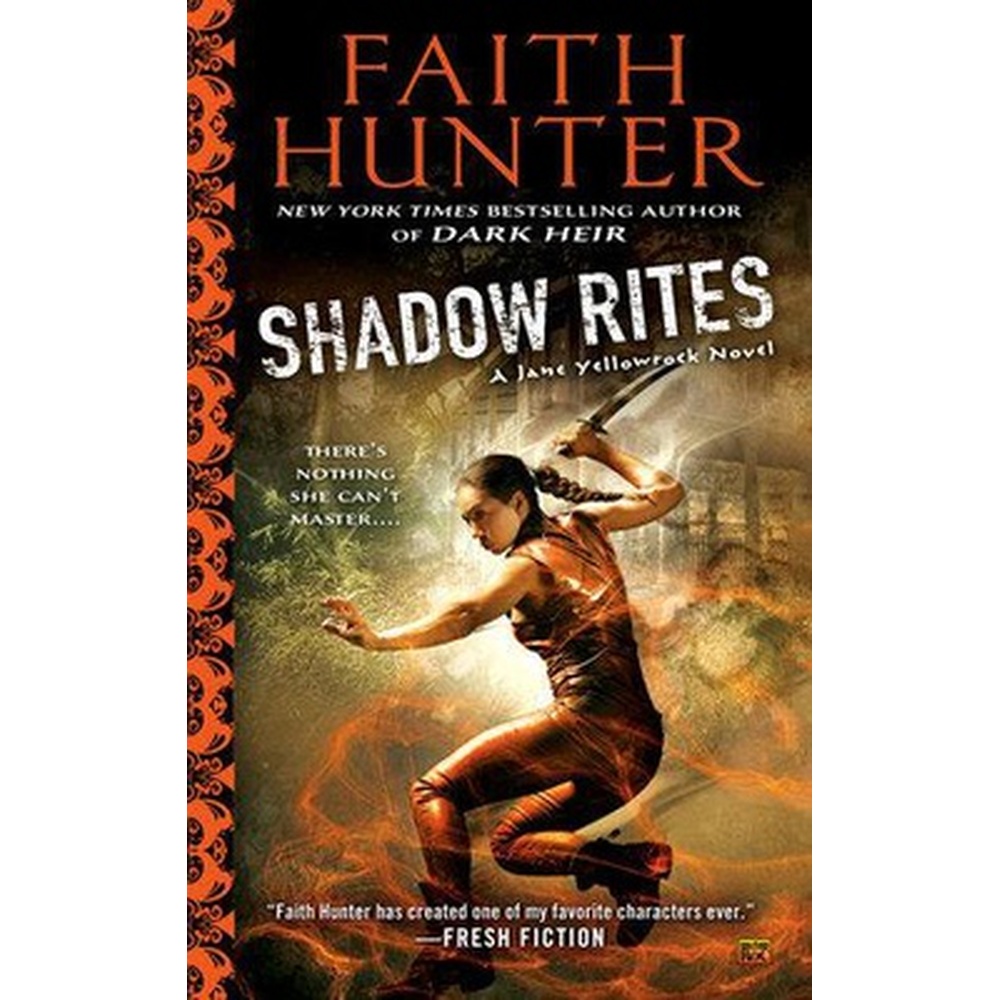 FAITH
HUNTER
NEW YORK TIMES BESTSELLING AUTHOR
OF DARK HEIR
SHADOW RITES
A Jane Yellowrock Novel
THERE'S
NOTHING
SHE CAN'T
MASTER....
"Faith Hunter has created one of my favorite characters ever."
—FRESH FICTION